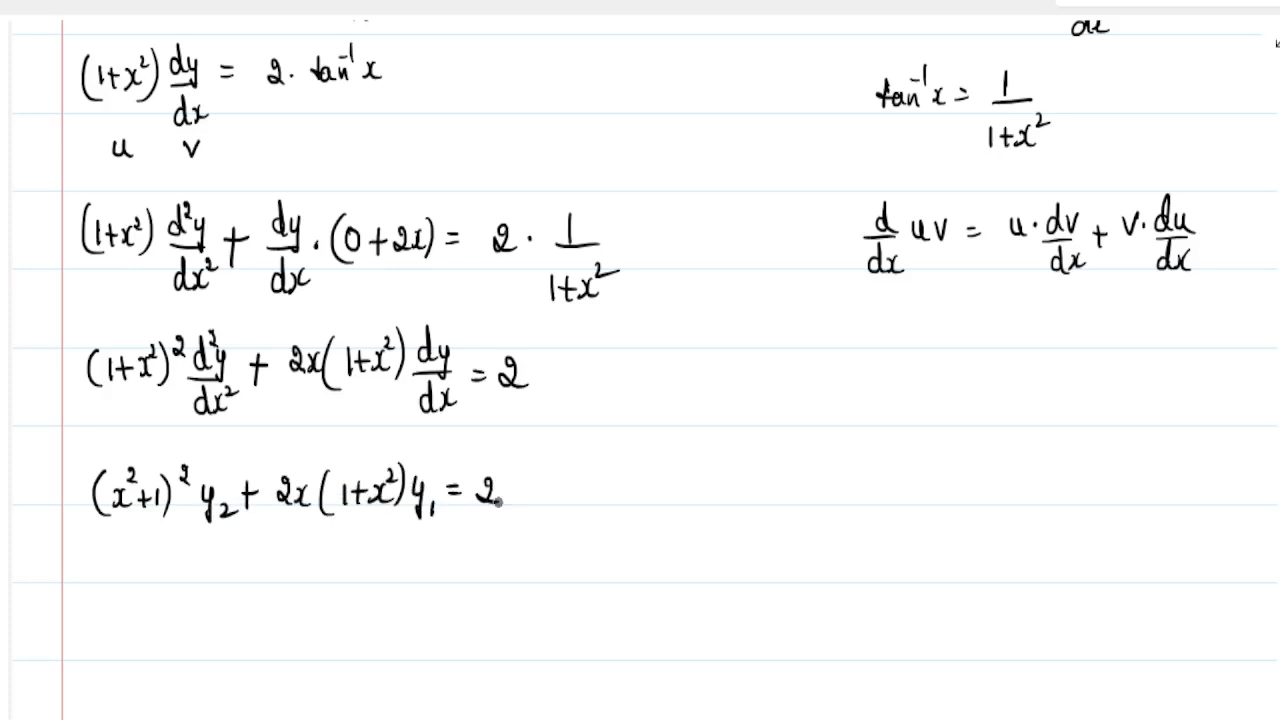 (1+x²) dy/dx = 2 · tan⁻¹ x
u v
(1+x²) d²y/dx² + dy/dx · (0+2x) = 2 · 1/(1+x²)
(1+x²)² d²y/dx² + 2x(1+x²) dy/dx = 2
(x²+1)² y₂ + 2x(1+x²)y₁ = 2
tan⁻¹ x = 1/(1+x²)
d/dx uv = u · dv/dx + v · du/dx